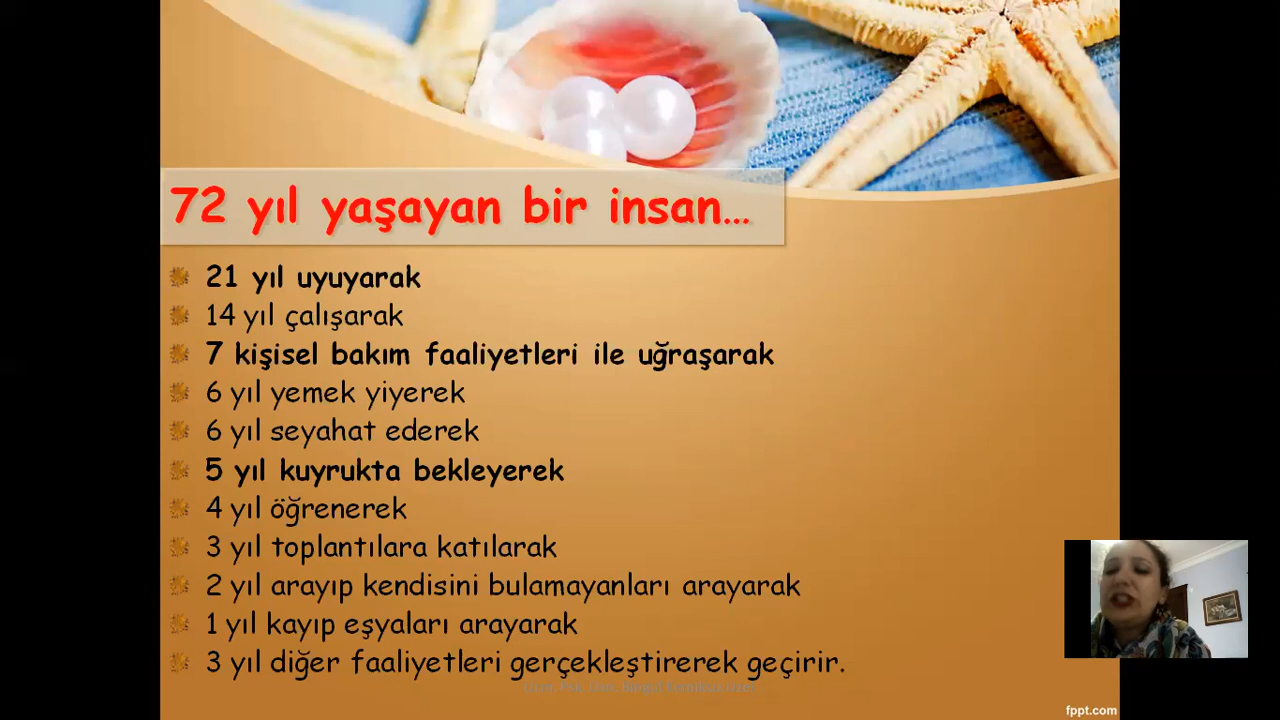 72 yıl yaşayan bir insan…
21 yıl uyuyarak
14 yıl çalışarak
7 kişisel bakım faaliyetleri ile uğraşarak
6 yıl yemek yiyerek
6 yıl seyahat ederek
5 yıl kuyrukta bekleyerek
4 yıl öğrenerek
3 yıl toplantılara katılarak
2 yıl arayıp kendisini bulamayanları arayarak
1 yıl kayıp eşyaları arayarak
3 yıl diğer faaliyetleri gerçekleştirerek geçirir.
fppt.com